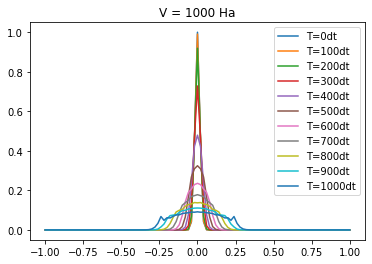 V = 1000 Ha
1.0
0.8
0.6
0.4
0.2
0.0
-1.00 -0.75 -0.50 -0.25 0.00 0.25 0.50 0.75 1.00
T=0dt
T=100dt
T=200dt
T=300dt
T=400dt
T=500dt
T=600dt
T=700dt
T=800dt
T=900dt
T=1000dt